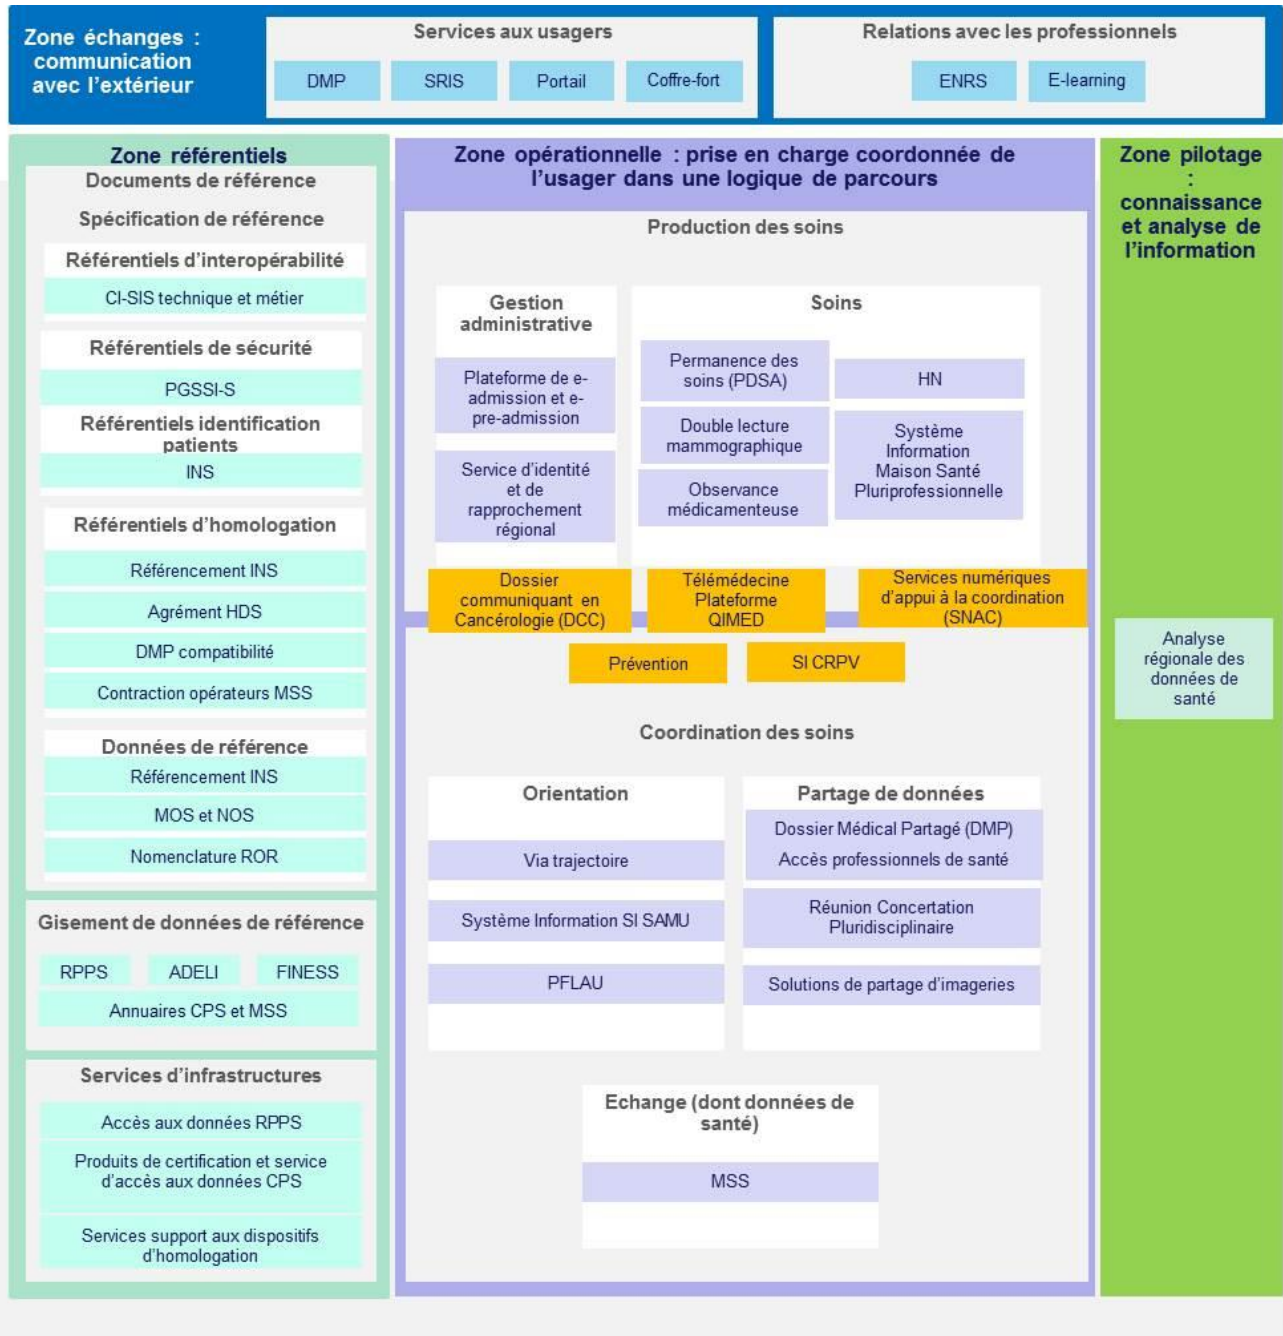 Zone échanges :
communication
avec l'extérieur
Services aux usagers
DMP
SRIS
Portail
Coffre-fort
Relations avec les professionnels
ENRS
E-learning
Zone référentiels
Documents de référence
Spécification de référence
Référentiels d'interopérabilité
CI-SIS technique et métier
Référentiels de sécurité
PGSSI-S
Référentiels identification
patients
INS
Référentiels d'homologation
Référencement INS
Agrément HDS
DMP compatibilité
Contraction opérateurs MSS
Données de référence
Référencement INS
MOS et NOS
Nomenclature ROR
Gisement de données de référence
RPPS
ADELI
FINESS
Annuaires CPS et MSS
Services d'infrastructures
Accès aux données RPPS
Produits de certification et service
d'accès aux données CPS
Services support aux dispositifs
d'homologation
Zone opérationnelle : prise en charge coordonnée de
l'usager dans une logique de parcours
Production des soins
Gestion
administrative
Plateforme de e-
admission et e-
pre-admission
Service d'identité
et de
rapprochement
régional
Soins
Permanence des
soins (PDSA)
Double lecture
mammographique
Observance
médicamenteuse
HN
Système
Information
Maison Santé
Pluriprofessionnelle
Dossier
communiquant en
Cancérologie (DCC)
Télémédecine
Plateforme
QIMED
Services numériques
d'appui à la coordination
(SNAC)
Prévention
SI CRPV
Coordination des soins
Orientation
Via trajectoire
Système Information SI SAMU
PFLAU
Partage de données
Dossier Médical Partagé (DMP)
Accès professionnels de santé
Réunion Concertation
Pluridisciplinaire
Solutions de partage d'imageries
Echange (dont données de
santé)
MSS
Zone pilotage
:
connaissance
et analyse de
l'information
Analyse
régionale des
données de
santé